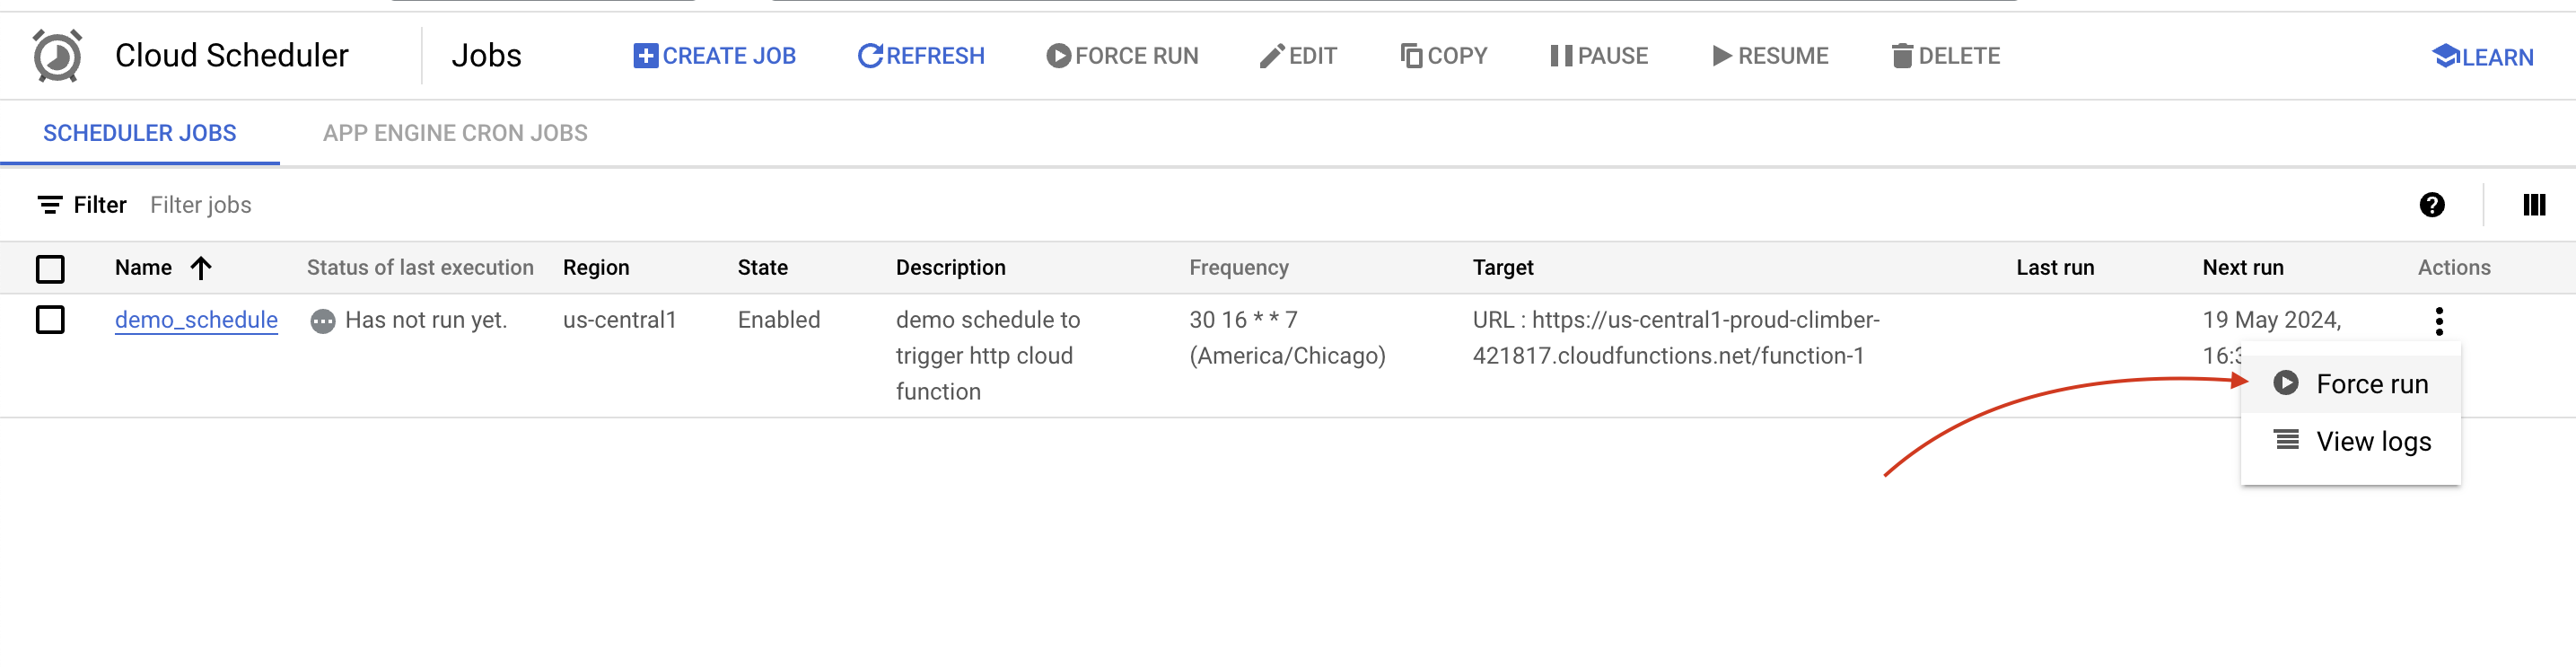 Cloud Scheduler Jobs CREATE JOB REFRESH FORCE RUN EDIT COPY PAUSE RESUME DELETE LEARN
SCHEDULER JOBS APP ENGINE CRON JOBS
Filter Filter jobs
Name Status of last execution Region State Description Frequency Target Last run Next run Actions
demo_schedule Has not run yet. us-central1 Enabled demo schedule to 30 16 * * 7 URL : https://us-central1-proud-climber- 19 May 2024,
trigger http cloud (America/Chicago) 421817.cloudfunctions.net/function-1
function
Force run
View logs